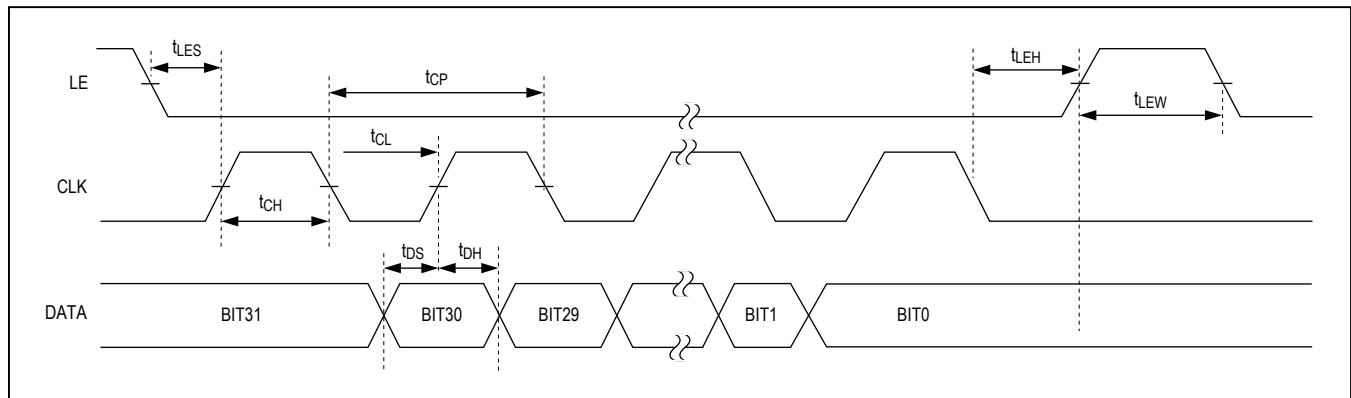 tLES
tLEH
LE
tCP
tLEW
tCL
CLK
tCH
tDS
tDH
DATA
BIT31
BIT30
BIT29
BIT1
BIT0